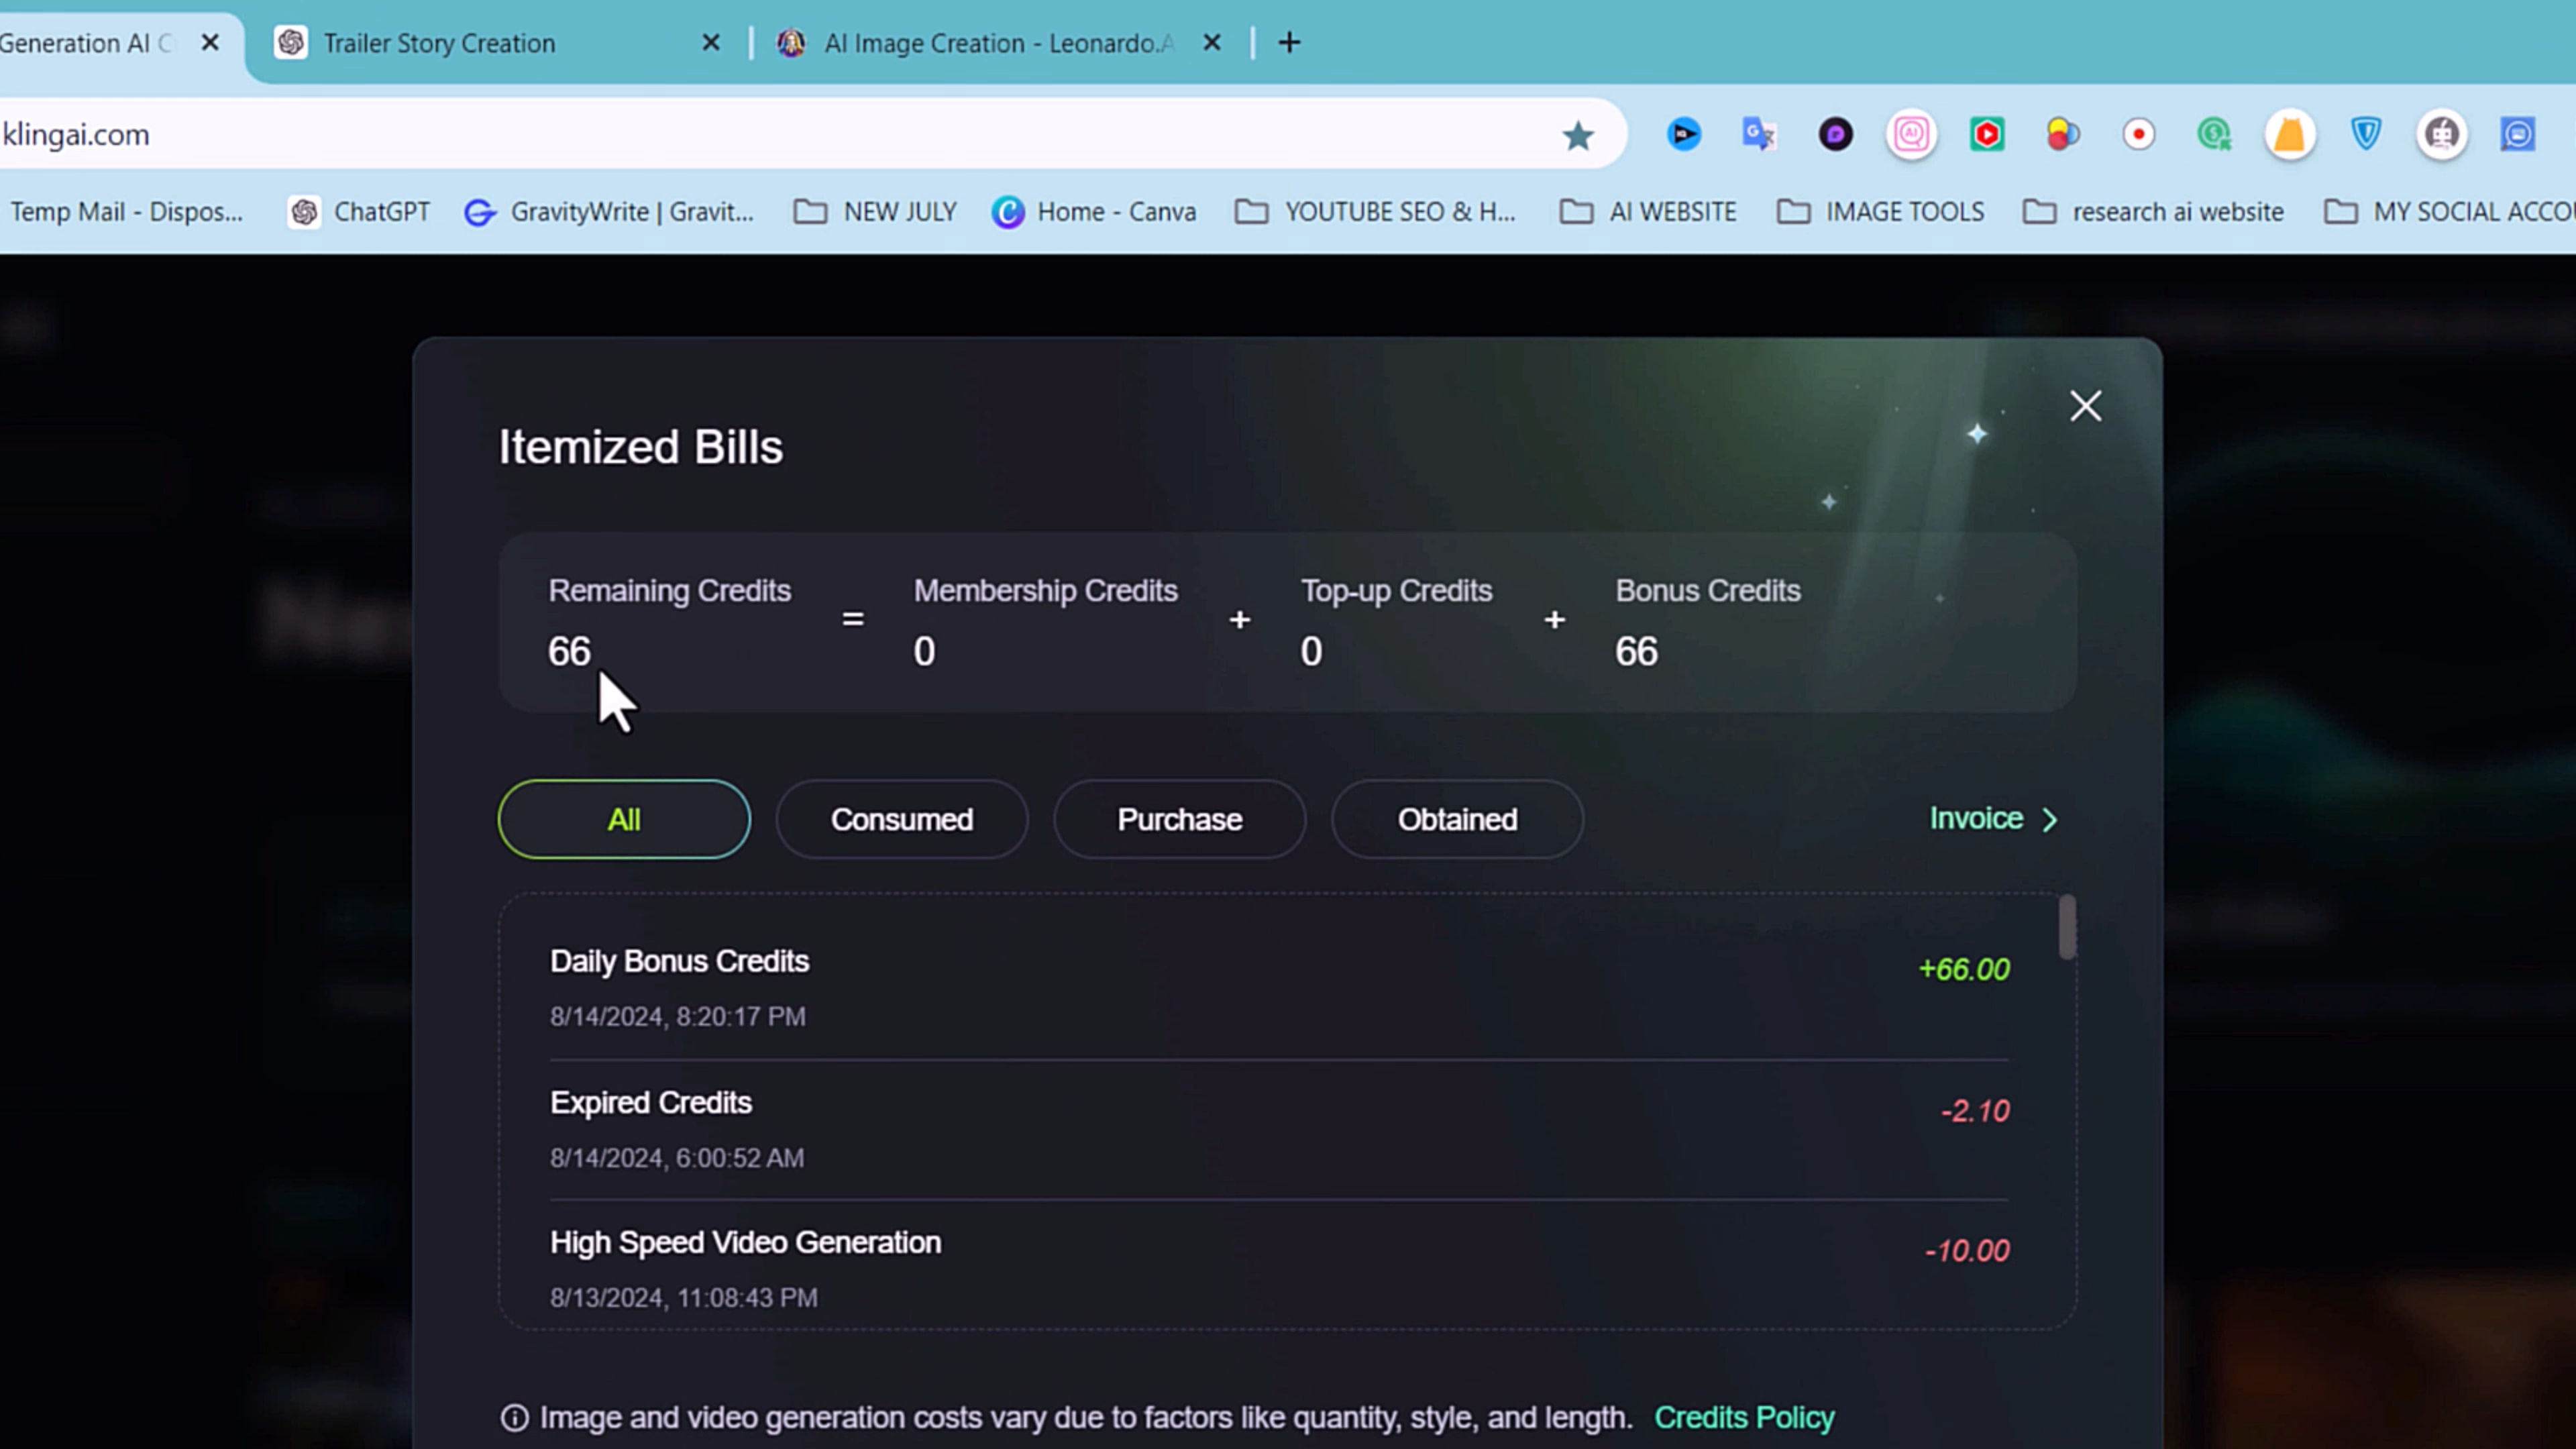 Generation AI C
Trailer Story Creation
AI Image Creation - Leonardo.A
klingai.com
Temp Mail - Dispos...
ChatGPT
GravityWrite | Gravit...
NEW JULY
Home - Canva
YOUTUBE SEO & H...
AI WEBSITE
IMAGE TOOLS
research ai website
MY SOCIAL ACCOU
Itemized Bills
Remaining Credits = Membership Credits + Top-up Credits + Bonus Credits
66 0 0 66
All Consumed Purchase Obtained Invoice >
Daily Bonus Credits +66.00
8/14/2024, 8:20:17 PM
Expired Credits -2.10
8/14/2024, 6:00:52 AM
High Speed Video Generation -10.00
8/13/2024, 11:08:43 PM
Image and video generation costs vary due to factors like quantity, style, and length. Credits Policy